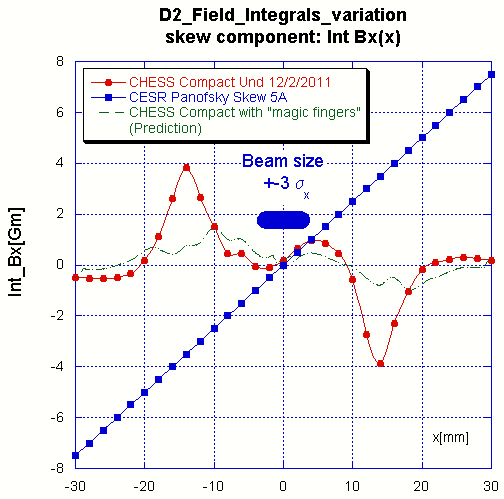 D2_Field_Integrals_variation
skew component: Int Bx(x)
CHESS Compact Und 12/2/2011
CESR Panofsky Skew 5A
CHESS Compact with "magic fingers"
(Prediction)
Beam size
+-3 σx
Int_Bx[Gm]
8
6
4
2
0
-2
-4
-6
-8
x[mm]
-30
-20
-10
0
10
20
30